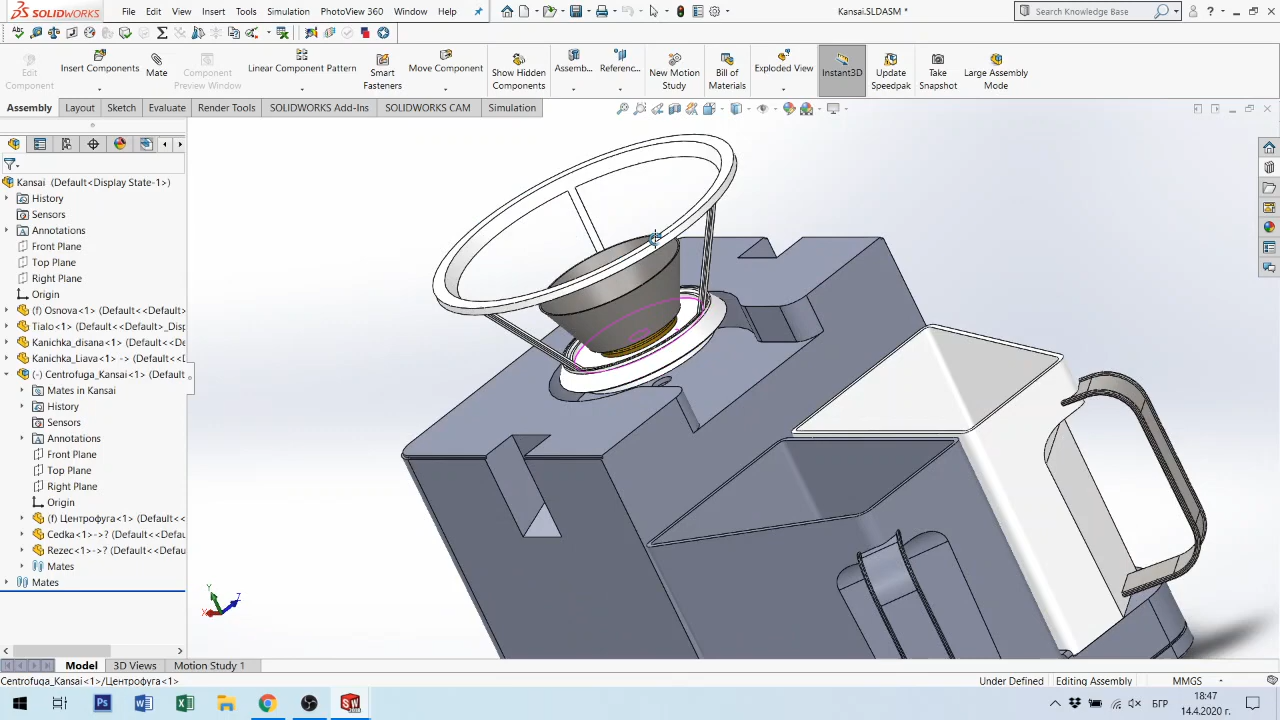 SOLIDWORKS
File Edit View Insert Tools Simulation PhotoView 360 Window Help
Kansai.SLDASM *
Search Knowledge Base
Edit Component
Insert Components
Mate
Component Preview Window
Linear Component Pattern
Smart Fasteners
Move Component
Show Hidden Components
Assemb...
Referenc...
New Motion Study
Bill of Materials
Exploded View
Instant3D
Update Speedpak
Take Snapshot
Large Assembly Mode
Assembly Layout Sketch Evaluate Render Tools SOLIDWORKS Add-Ins SOLIDWORKS CAM Simulation
Kansai (Default<Display State-1>)
History
Sensors
Annotations
Front Plane
Top Plane
Right Plane
Origin
(f) Osnova<1> (Default<<Default
Tialo<1> (Default<<Default>_Disp
Kanichka_disana<1> (Default<<De
Kanichka_Liava<1> -> (Default<<D
(-) Centrofuga_Kansai<1> (Default
Mates in Kansai
History
Sensors
Annotations
Front Plane
Top Plane
Right Plane
Origin
(f) Центрофуга<1> (Default<<
Cedka<1>->? (Default<<Defau
Rezec<1>->? (Default<<Defau
Mates
Mates
Y
X
Z
Model 3D Views Motion Study 1
Centrofuga_Kansai<1>/Центрофуга<1>
Under Defined Editing Assembly MMGS
БГР
18:47
14.4.2020 г.